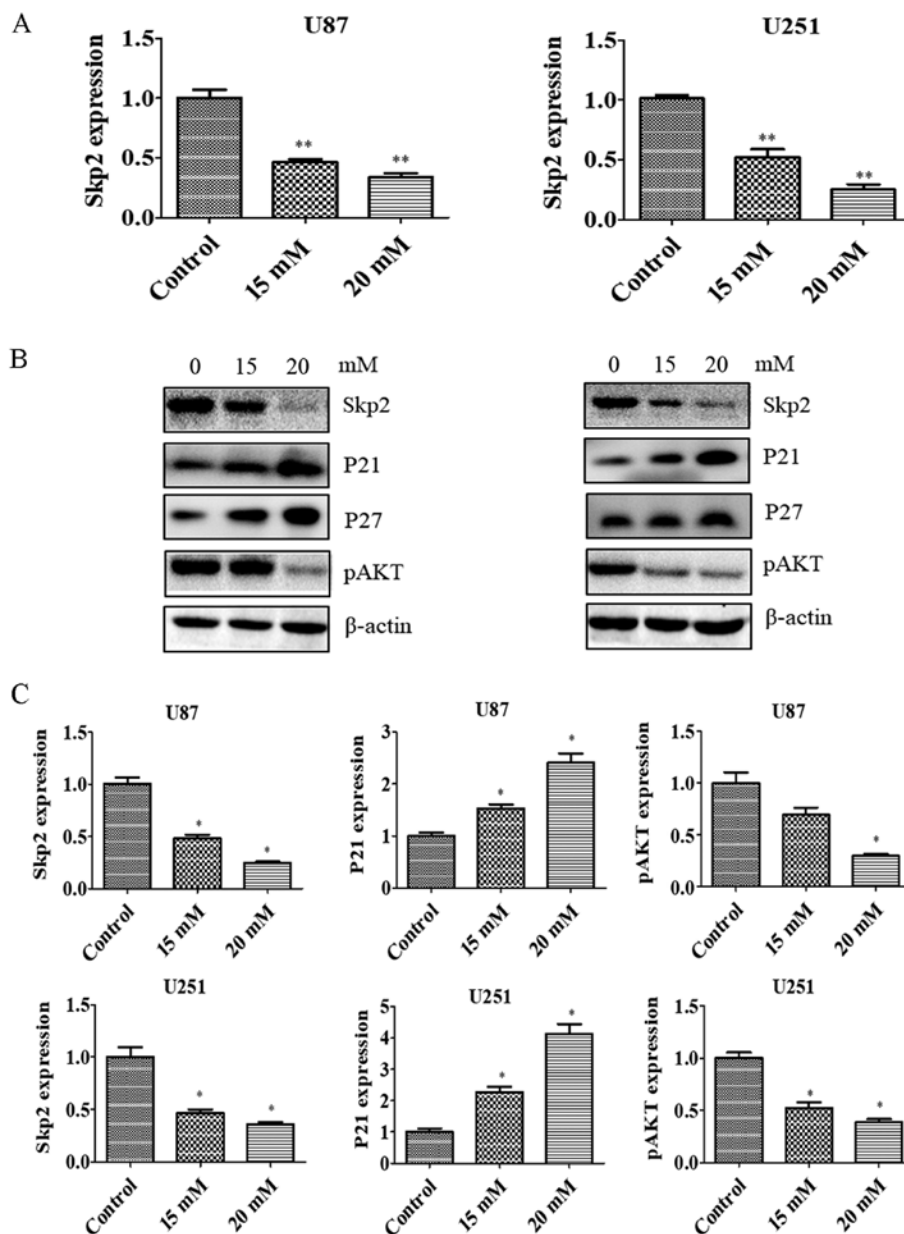 A
U87
Skp2 expression
1.5
1.0
0.5
0.0
**
**
Control
15 mM
20 mM
U251
Skp2 expression
1.5
1.0
0.5
0.0
**
**
Control
15 mM
20 mM
B
0 15 20 mM
Skp2
P21
P27
pAKT
β-actin
0 15 20 mM
Skp2
P21
P27
pAKT
β-actin
C
U87
Skp2 expression
1.5
1.0
0.5
0.0
*
*
Control
15 mM
20 mM
U87
P21 expression
3
2
1
0
*
*
Control
15 mM
20 mM
U87
pAKT expression
1.5
1.0
0.5
0.0
*
Control
15 mM
20 mM
U251
Skp2 expression
1.5
1.0
0.5
0.0
*
*
Control
15 mM
20 mM
U251
P21 expression
5
4
3
2
1
0
*
*
Control
15 mM
20 mM
U251
pAKT expression
1.5
1.0
0.5
0.0
*
*
Control
15 mM
20 mM